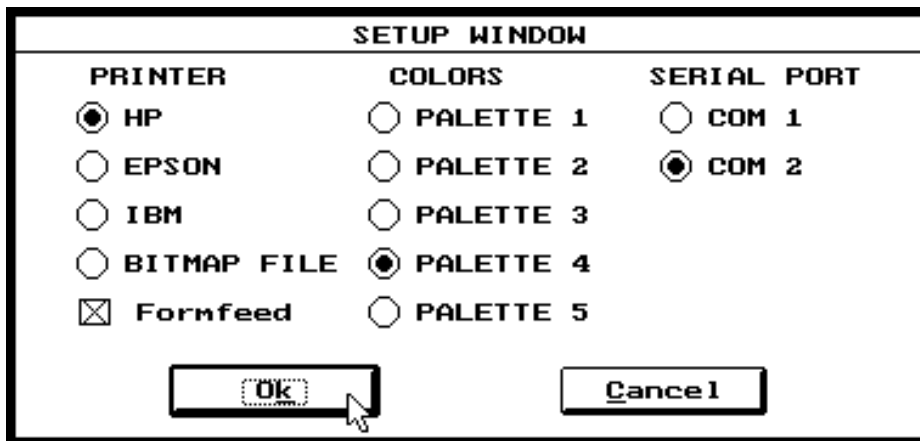 SETUP WINDOW
PRINTER COLORS SERIAL PORT
HP PALETTE 1 COM 1
EPSON PALETTE 2 COM 2
IBM PALETTE 3
BITMAP FILE PALETTE 4
Formfeed PALETTE 5
Ok Cancel